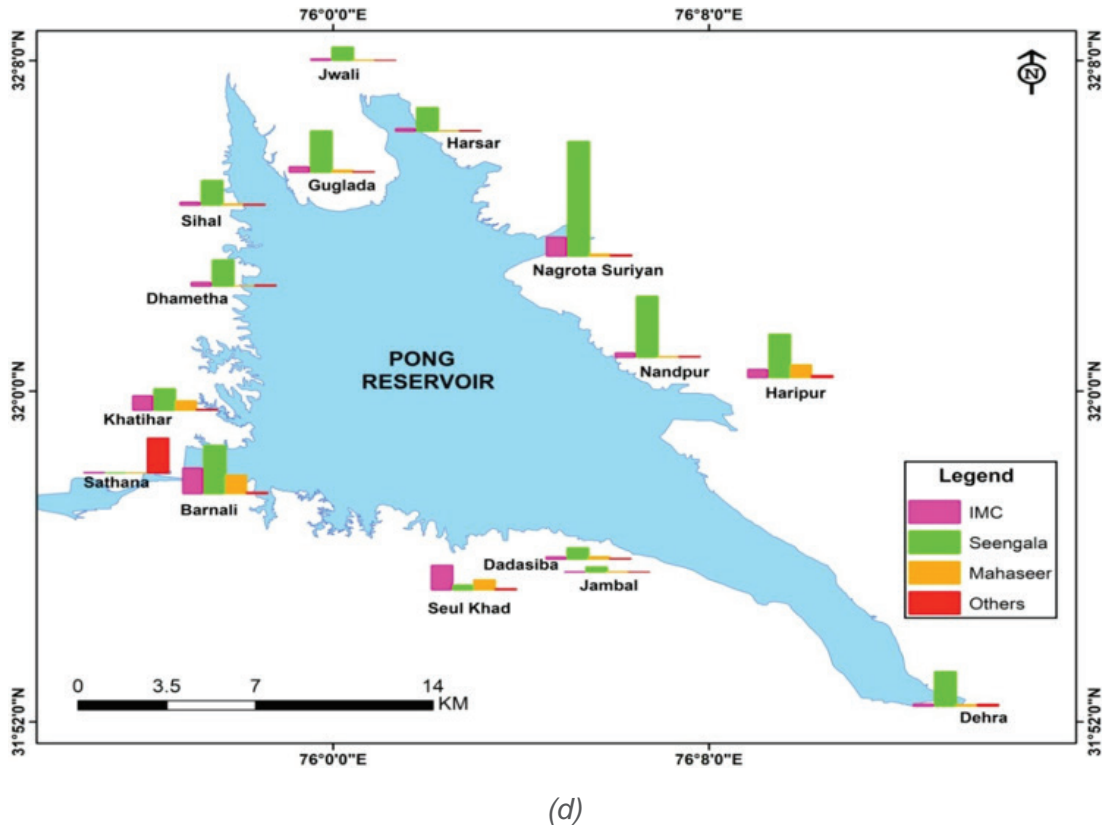 76°0'0"E
76°8'0"E
32°8'0"N
32°8'0"N
N
Jwali
Harsar
Guglada
Sihal
Nagrota Suriyan
Dhametha
PONG
RESERVOIR
Nandpur
Haripur
32°0'0"N
32°0'0"N
Khatihar
Sathana
Barnali
Legend
IMC
Seengala
Mahaseer
Others
Dadasiba
Jambal
Seul Khad
0 3.5 7 14
KM
Dehra
31°52'0"N
31°52'0"N
76°0'0"E
76°8'0"E
(d)